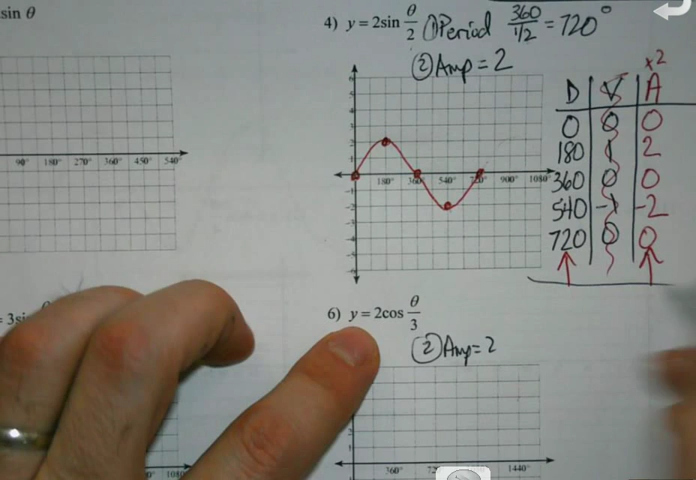 sin θ
4) y = 2sin θ/2 ① Period 360/1/2 = 720°
② Amp = 2
x2
D V A
0 0 0
180 1 2
360 0 0
540 -1 -2
720 0 0
90° 180° 270° 360° 450° 540°
180° 360° 540° 720° 900° 1080°
6) y = 2cos θ/3
② Amp = 2
360° 1440°